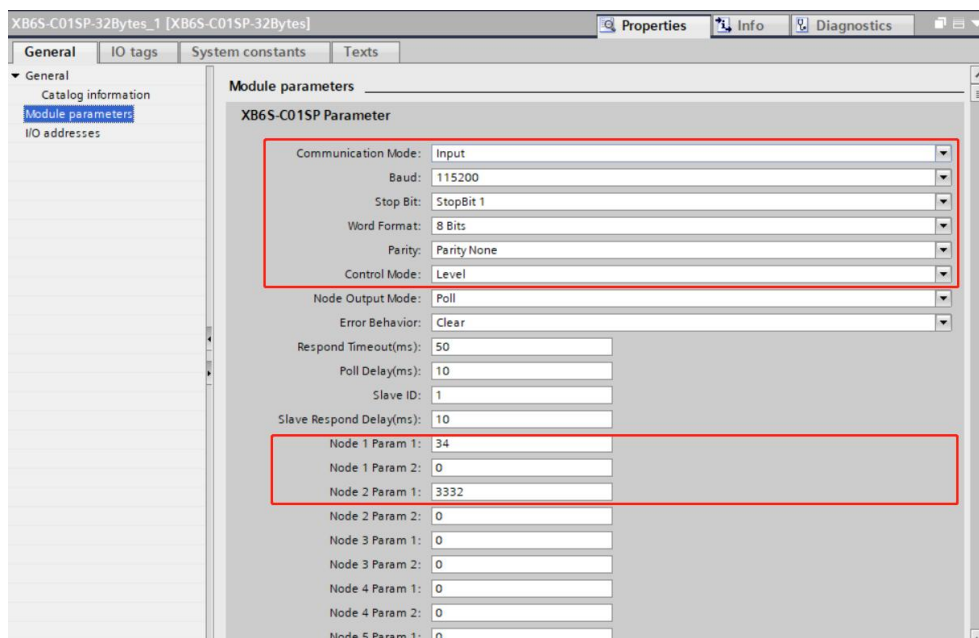 XB6S-C01SP-32Bytes_1 [XB6S-C01SP-32Bytes]
Properties Info Diagnostics
General IO tags System constants Texts
General
Catalog information
Module parameters
I/O addresses
Module parameters
XB6S-C01SP Parameter
Communication Mode: Input
Baud: 115200
Stop Bit: StopBit 1
Word Format: 8 Bits
Parity: Parity None
Control Mode: Level
Node Output Mode: Poll
Error Behavior: Clear
Respond Timeout(ms): 50
Poll Delay(ms): 10
Slave ID: 1
Slave Respond Delay(ms): 10
Node 1 Param 1: 34
Node 1 Param 2: 0
Node 2 Param 1: 3332
Node 2 Param 2: 0
Node 3 Param 1: 0
Node 3 Param 2: 0
Node 4 Param 1: 0
Node 4 Param 2: 0
Node 5 Param 1: 0